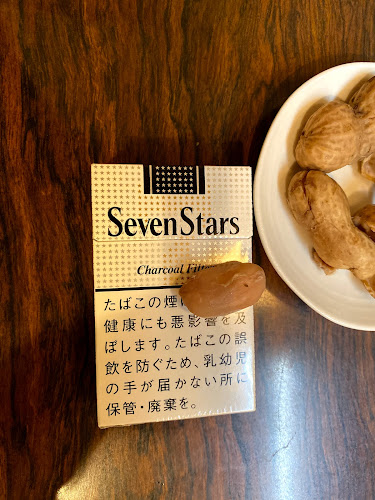 Seven Stars
Charcoal
たばこの煙
健康にも悪影響を及
ぼします。たばこの誤
飲を防ぐため、乳幼児
の手が届かない所に
保管・廃棄を。